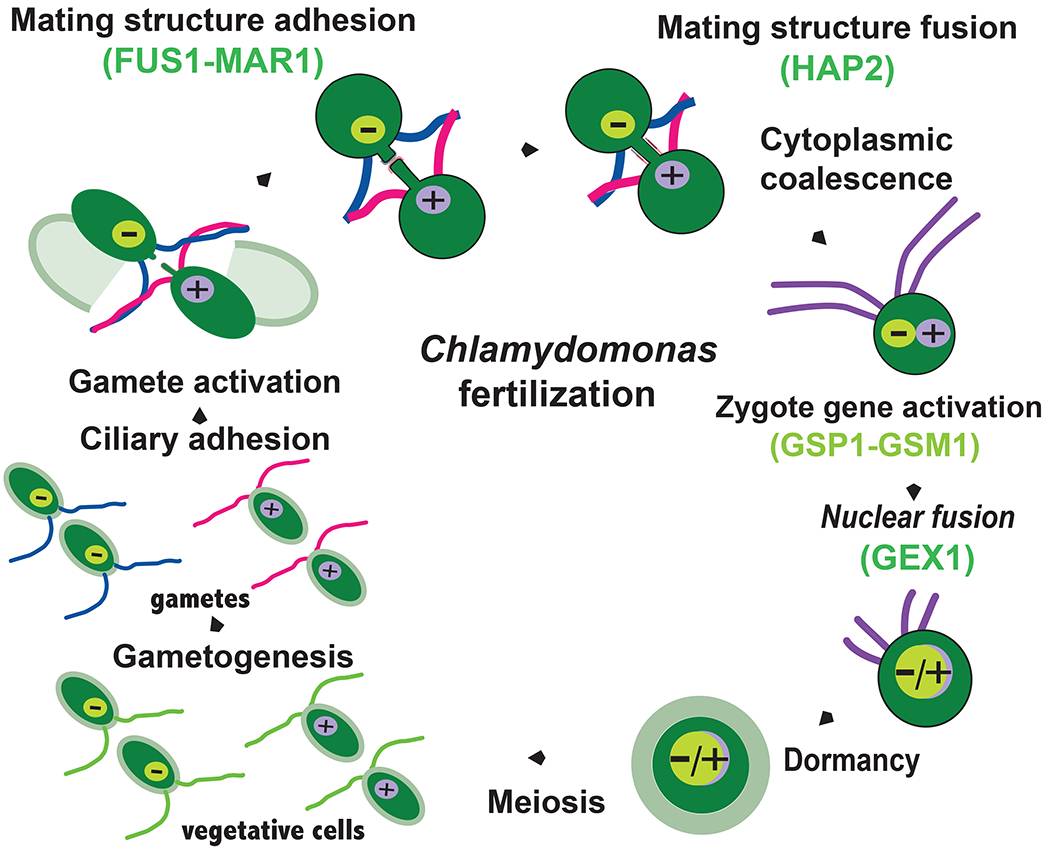 Mating structure adhesion
(FUS1-MAR1)
Mating structure fusion
(HAP2)
Cytoplasmic
coalescence
-
+
-
+
-
+
-
+
Chlamydomonas
fertilization
Gamete activation
Ciliary adhesion
Zygote gene activation
(GSP1-GSM1)
Nuclear fusion
(GEX1)
-
-
+
+
gametes
Gametogenesis
-/+
-
-
+
+
vegetative cells
-/+
Dormancy
Meiosis